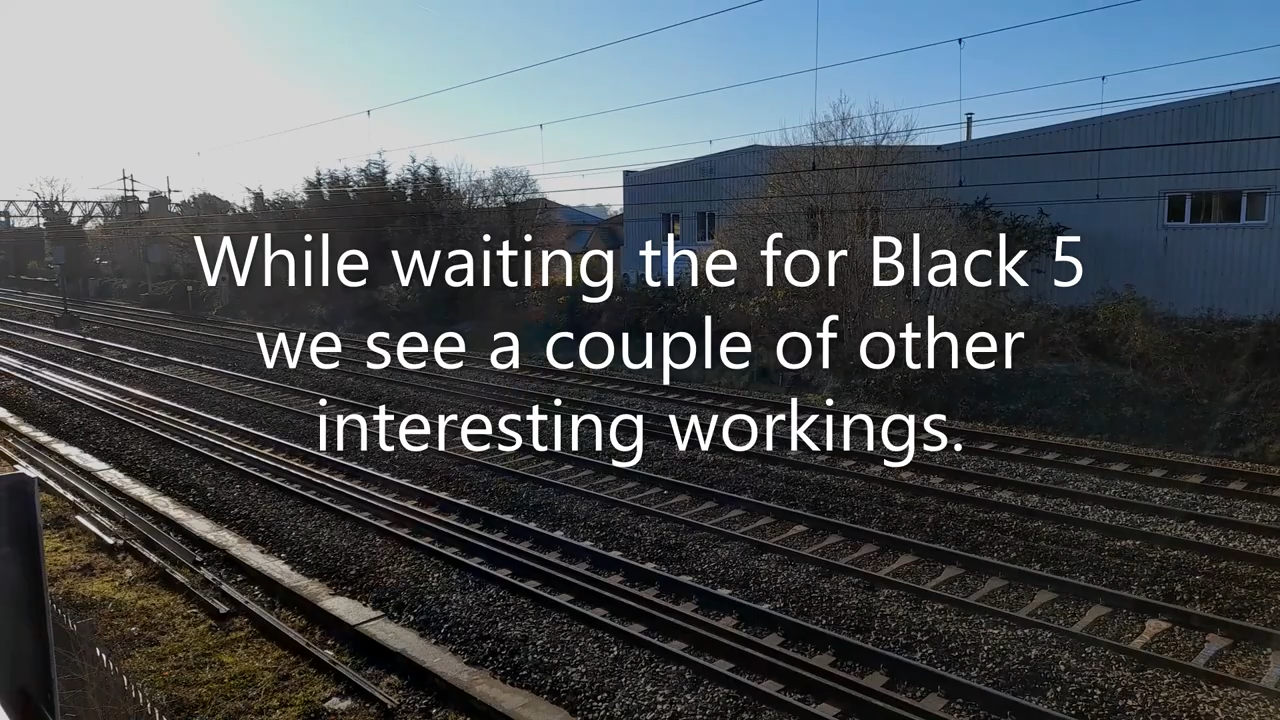 While waiting the for Black 5
we see a couple of other
interesting workings.